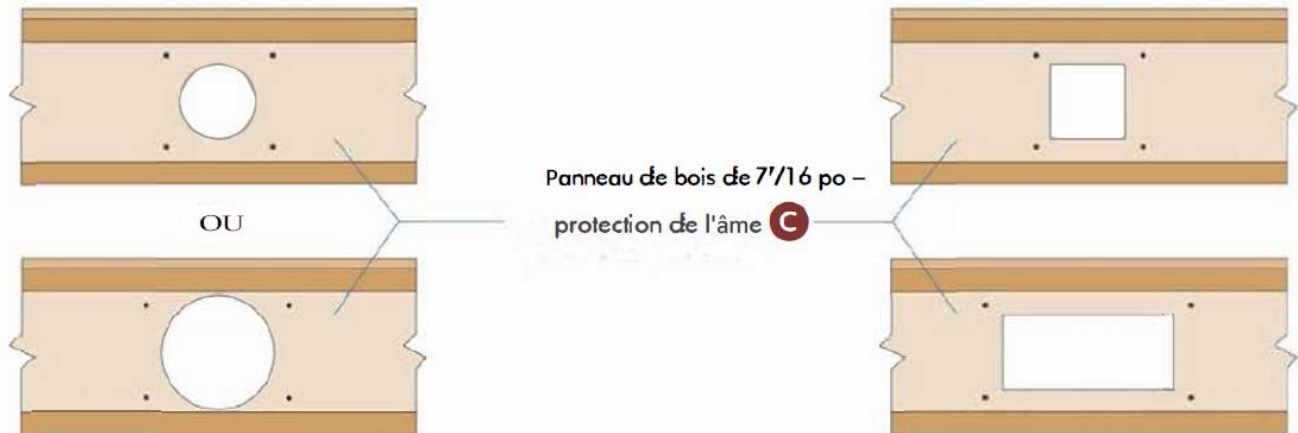 Panneau de bois de 7'/16 po –
OU
protection de l'âme C